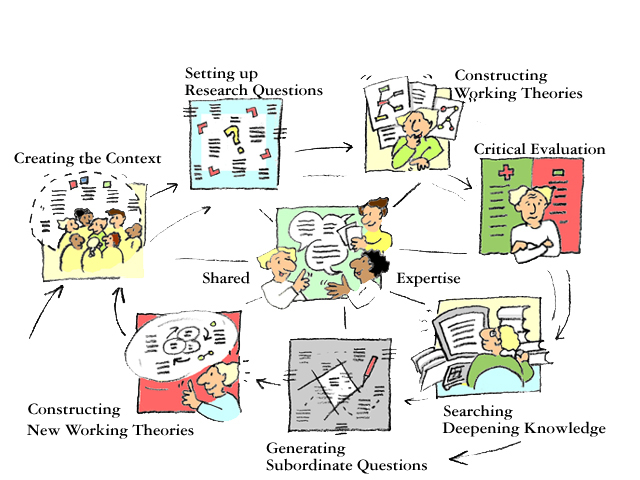 Setting up
Research Questions
Constructing
Working Theories
Creating the Context
Critical Evaluation
Shared
Expertise
Constructing
New Working Theories
Searching
Deepening Knowledge
Generating
Subordinate Questions